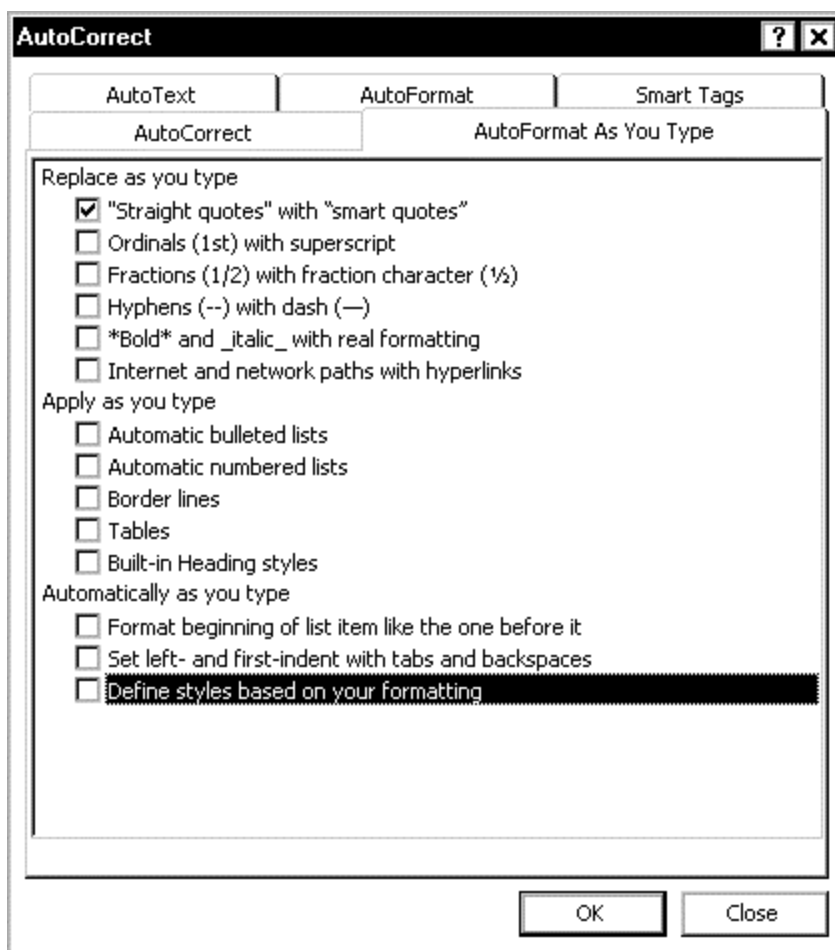 AutoCorrect
AutoText AutoFormat Smart Tags
AutoCorrect AutoFormat As You Type
Replace as you type
"Straight quotes" with “smart quotes”
Ordinals (1st) with superscript
Fractions (1/2) with fraction character (½)
Hyphens (--) with dash (—)
*Bold* and _italic_ with real formatting
Internet and network paths with hyperlinks
Apply as you type
Automatic bulleted lists
Automatic numbered lists
Border lines
Tables
Built-in Heading styles
Automatically as you type
Format beginning of list item like the one before it
Set left- and first-indent with tabs and backspaces
Define styles based on your formatting
OK Close